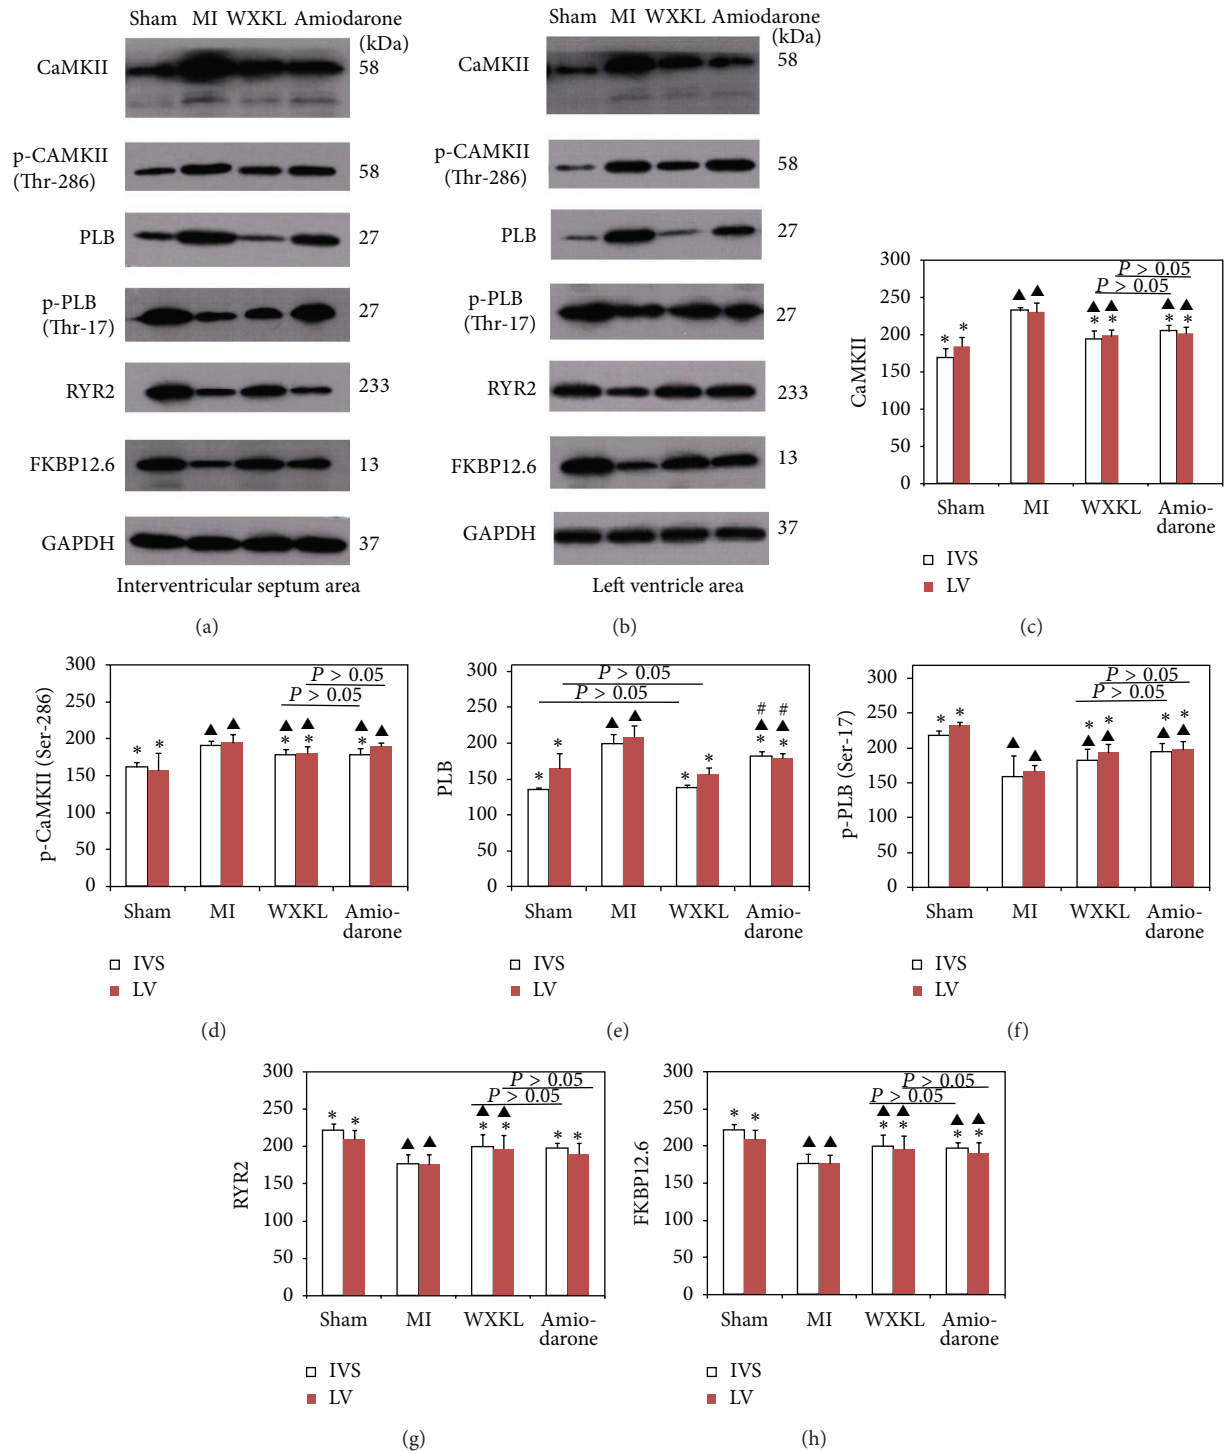 Sham MI WXKL Amiodarone
(kDa)
CaMKII 58
p-CAMKII
(Thr-286) 58
PLB 27
p-PLB
(Thr-17) 27
RYR2 233
FKBP12.6 13
GAPDH 37
Interventricular septum area
(a)
Sham MI WXKL Amiodarone
(kDa)
CaMKII 58
p-CAMKII
(Thr-286) 58
PLB 27
p-PLB
(Thr-17) 27
RYR2 233
FKBP12.6 13
GAPDH 37
Left ventricle area
(b)
300
250
200
150
100
50
0
CaMKII
P > 0.05
P > 0.05
▲ ▲
▲ ▲ ▲ ▲
* * * * * *
Sham MI WXKL Amio-
darone
IVS
LV
(c)
300
250
200
150
100
50
0
p-CaMKII (Ser-286)
P > 0.05
P > 0.05
▲ ▲ ▲ ▲ ▲ ▲
* * * * *
Sham MI WXKL Amio-
darone
IVS
LV
(d)
300
250
200
150
100
50
0
PLB
P > 0.05
P > 0.05
# #
▲ ▲ ▲ ▲
* * * * * *
Sham MI WXKL Amio-
darone
IVS
LV
(e)
300
250
200
150
100
50
0
p-PLB (Ser-17)
P > 0.05
P > 0.05
* * * * * *
▲ ▲ ▲ ▲ ▲ ▲
Sham MI WXKL Amio-
darone
IVS
LV
(f)
300
250
200
150
100
50
0
RYR2
P > 0.05
P > 0.05
▲ ▲ ▲ ▲
* * * * * *
Sham MI WXKL Amio-
darone
IVS
LV
(g)
300
250
200
150
100
50
0
FKBP12.6
P > 0.05
P > 0.05
▲ ▲ ▲ ▲ ▲ ▲
* * * * * *
Sham MI WXKL Amio-
darone
IVS
LV
(h)